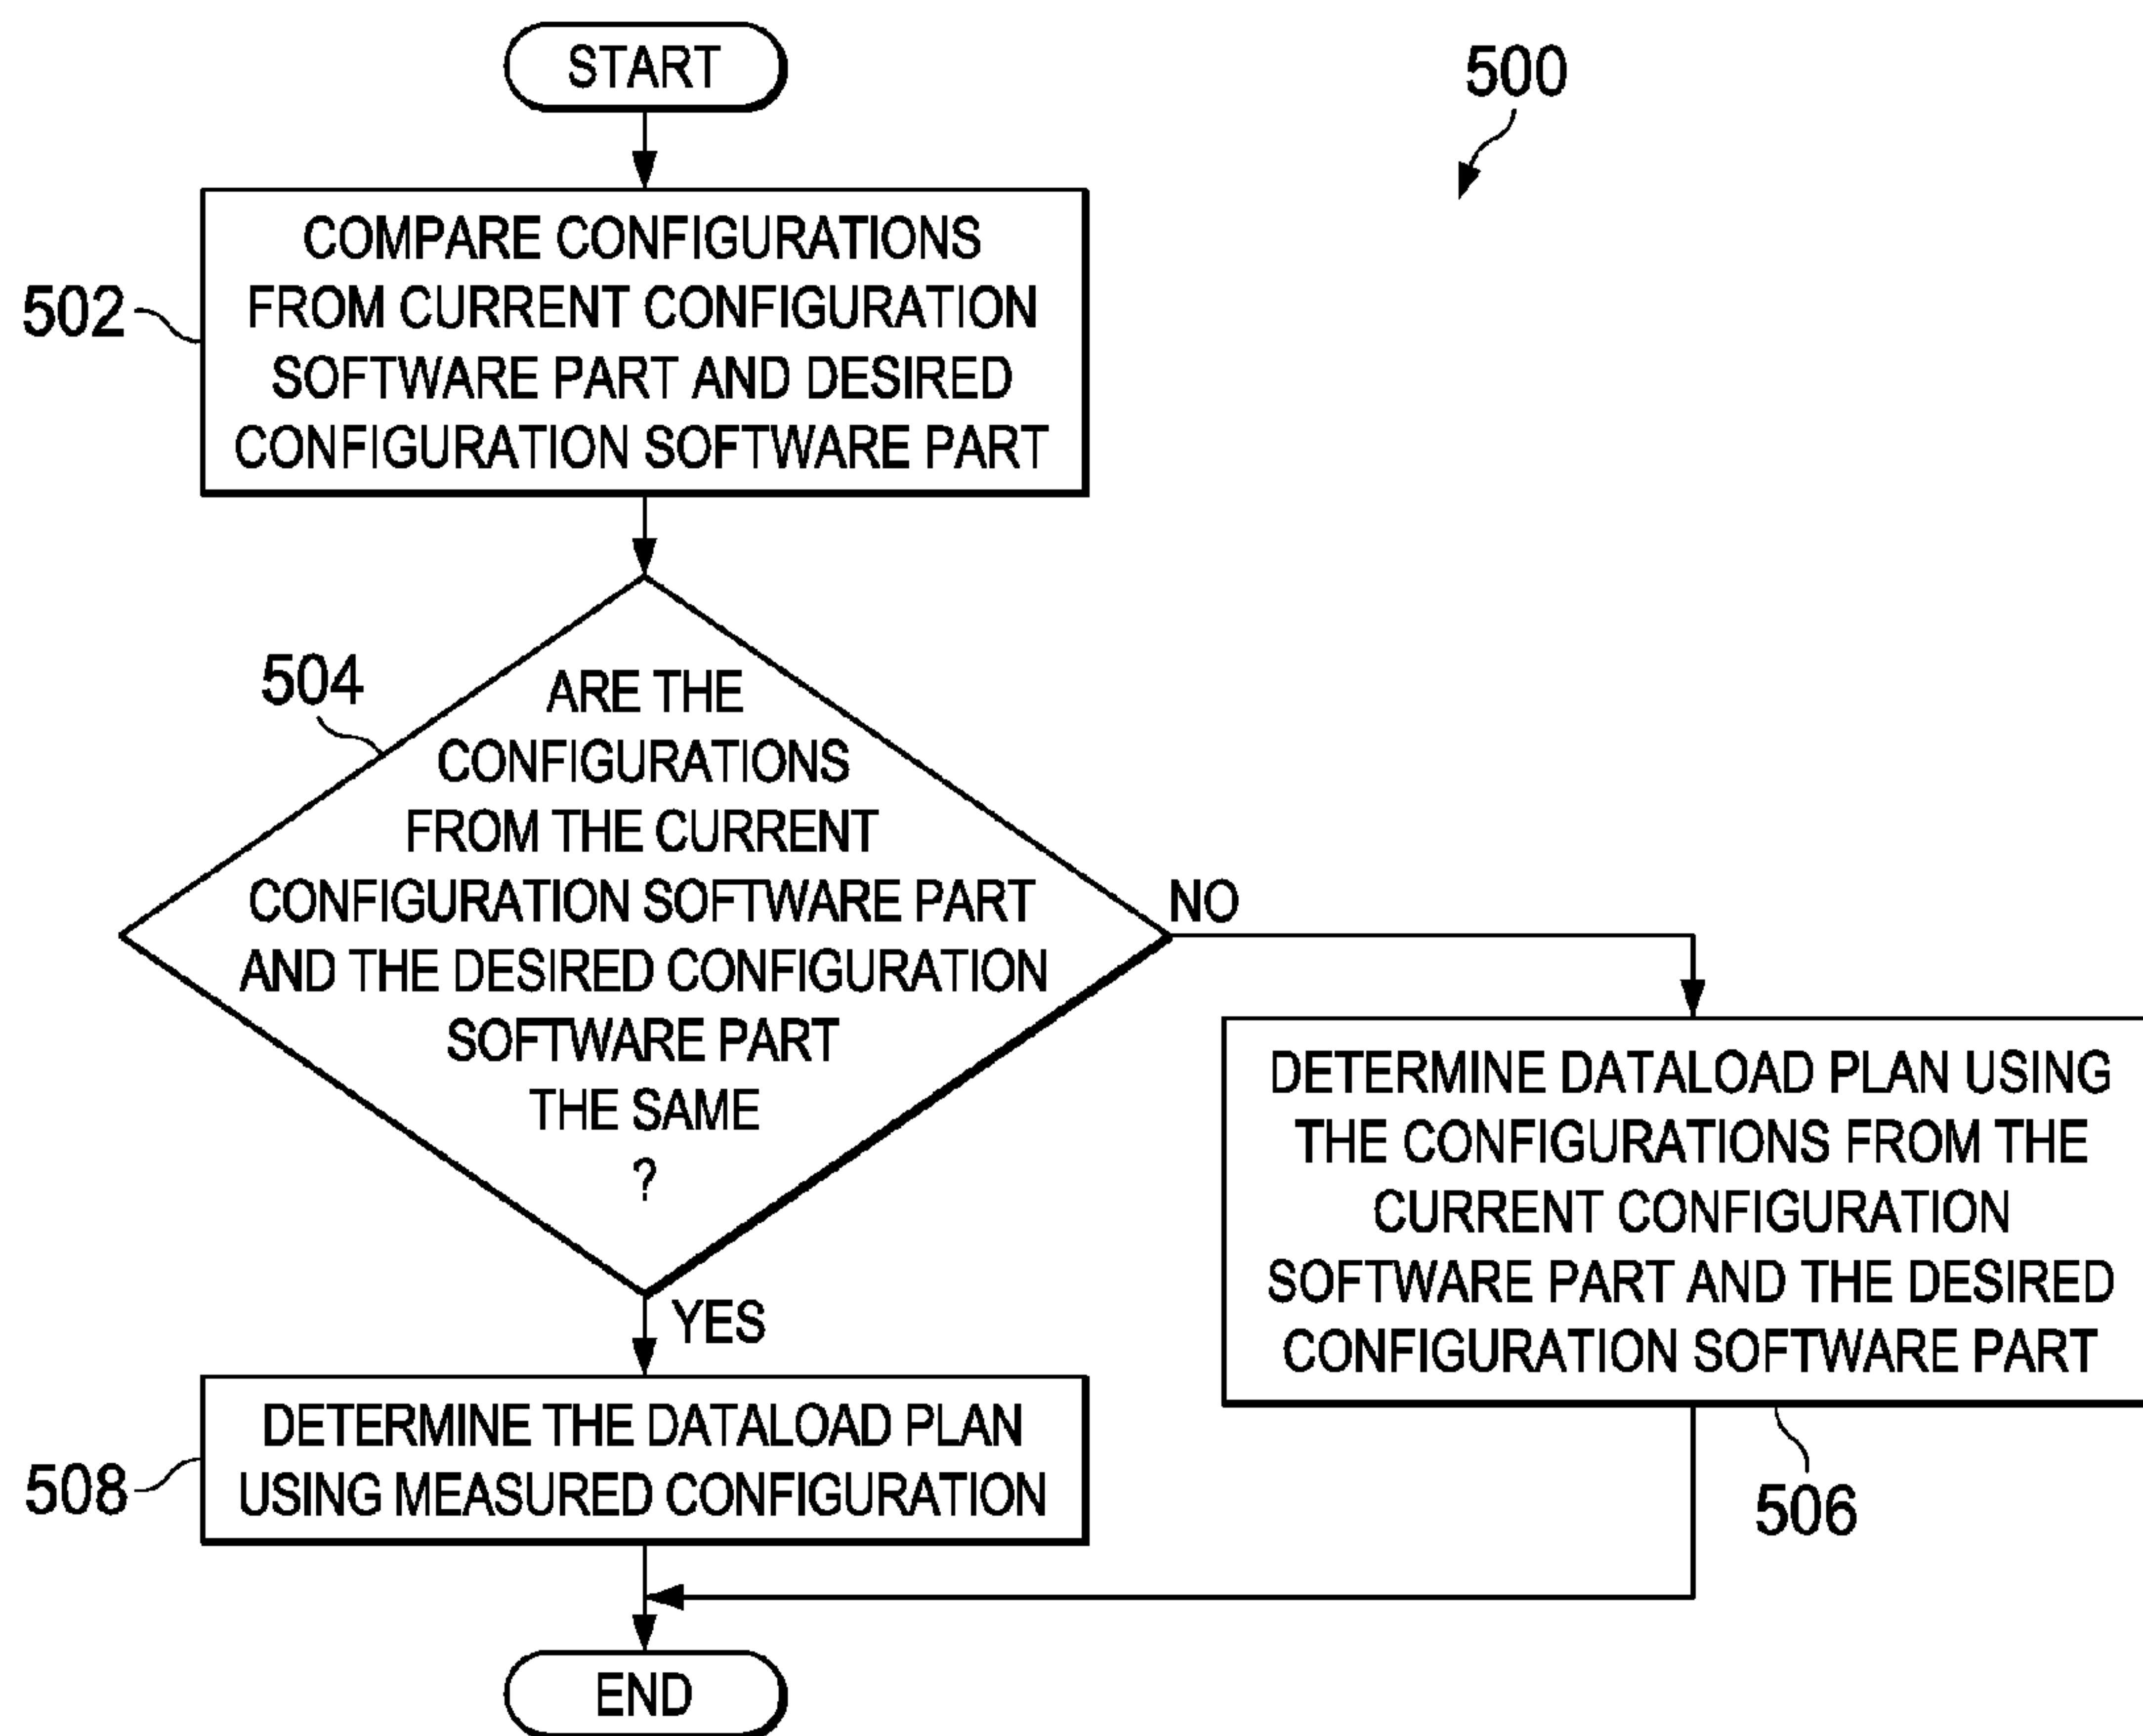 START
500
COMPARE CONFIGURATIONS
FROM CURRENT CONFIGURATION
SOFTWARE PART AND DESIRED
CONFIGURATION SOFTWARE PART
502
504
ARE THE
CONFIGURATIONS
FROM THE CURRENT
CONFIGURATION SOFTWARE PART
AND THE DESIRED CONFIGURATION
SOFTWARE PART
THE SAME
?
NO
DETERMINE DATALOAD PLAN USING
THE CONFIGURATIONS FROM THE
CURRENT CONFIGURATION
SOFTWARE PART AND THE DESIRED
CONFIGURATION SOFTWARE PART
506
YES
DETERMINE THE DATALOAD PLAN
USING MEASURED CONFIGURATION
508
END